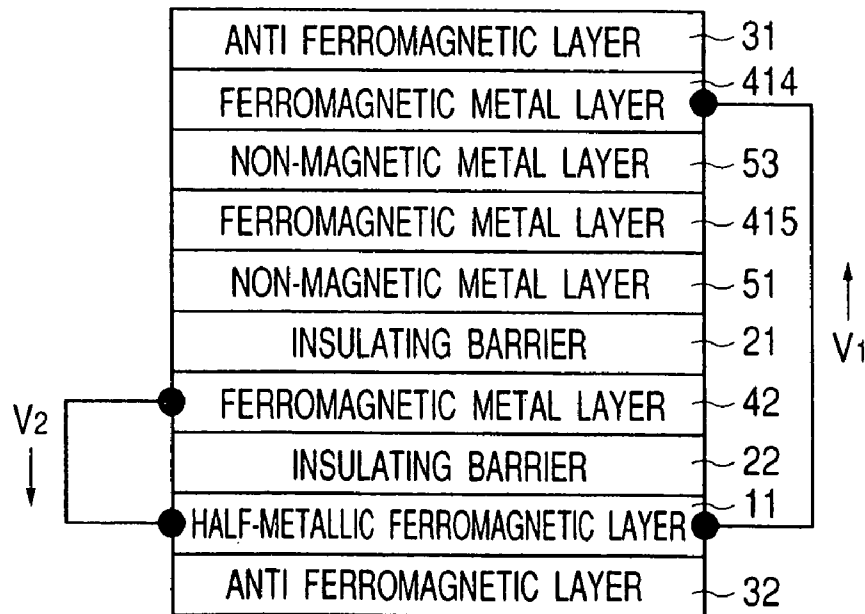 ANTI FERROMAGNETIC LAYER 31
FERROMAGNETIC METAL LAYER 414
NON-MAGNETIC METAL LAYER 53
FERROMAGNETIC METAL LAYER 415
NON-MAGNETIC METAL LAYER 51
INSULATING BARRIER 21
V1
FERROMAGNETIC METAL LAYER 42
V2
INSULATING BARRIER 22
HALF-METALLIC FERROMAGNETIC LAYER 11
ANTI FERROMAGNETIC LAYER 32